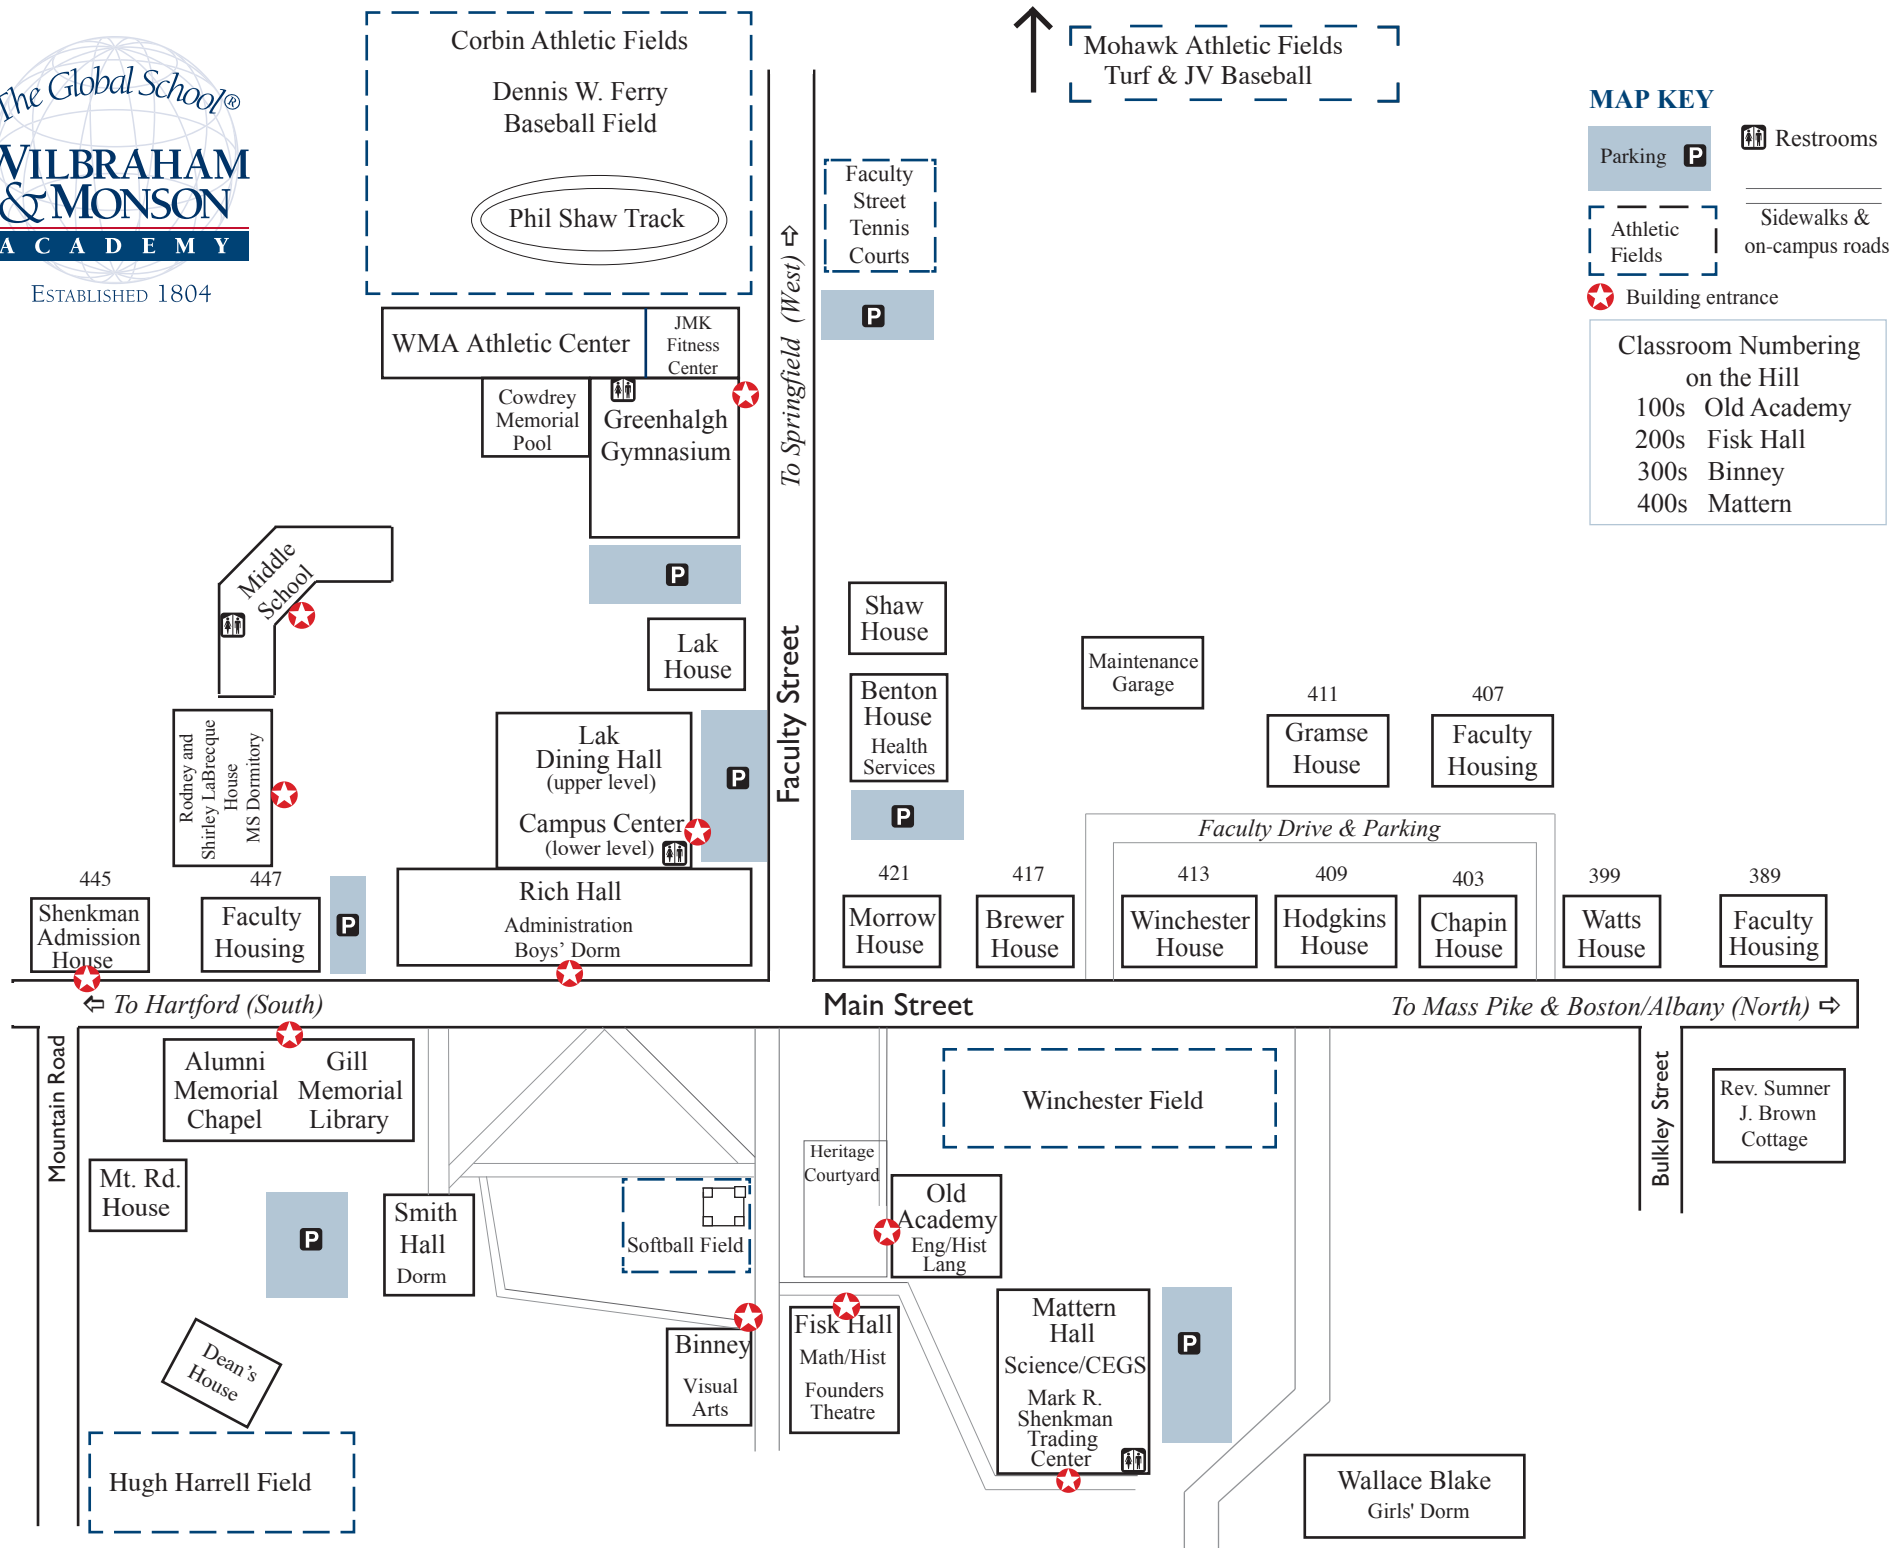 The Global School®
WILBRAHAM
& MONSON
ACADEMY
ESTABLISHED 1804
Corbin Athletic Fields
Dennis W. Ferry
Baseball Field
Phil Shaw Track
Mohawk Athletic Fields
Turf & JV Baseball
MAP KEY
Parking P
Restrooms
Athletic
Fields
Sidewalks &
on-campus roads
Building entrance
Classroom Numbering
on the Hill
100s Old Academy
200s Fisk Hall
300s Binney
400s Mattern
Faculty
Street
Tennis
Courts
P
To Springfield (West)
WMA Athletic Center
JMK
Fitness
Center
Cowdrey
Memorial
Pool
Greenhalgh
Gymnasium
P
Middle
School
Lak
House
Faculty Street
Shaw
House
Benton
House
Health
Services
P
Maintenance
Garage
411
Gramse
House
407
Faculty
Housing
Rodney and
Shirley LaBrecque
House
MS Dormitory
Lak
Dining Hall
(upper level)
Campus Center
(lower level)
P
Faculty Drive & Parking
445
Shenkman
Admission
House
447
Faculty
Housing
P
Rich Hall
Administration
Boys' Dorm
421
Morrow
House
417
Brewer
House
413
Winchester
House
409
Hodgkins
House
403
Chapin
House
399
Watts
House
389
Faculty
Housing
To Hartford (South)
Main Street
To Mass Pike & Boston/Albany (North)
Mountain Road
Alumni
Memorial
Chapel
Gill
Memorial
Library
Mt. Rd.
House
P
Smith
Hall
Dorm
Softball Field
Heritage
Courtyard
Winchester Field
Old
Academy
Eng/Hist
Lang
Bulkley Street
Rev. Sumner
J. Brown
Cottage
Dean's
House
Binney
Visual
Arts
Fisk Hall
Math/Hist
Founders
Theatre
Mattern
Hall
Science/CEGS
Mark R.
Shenkman
Trading
Center
P
Hugh Harrell Field
Wallace Blake
Girls' Dorm